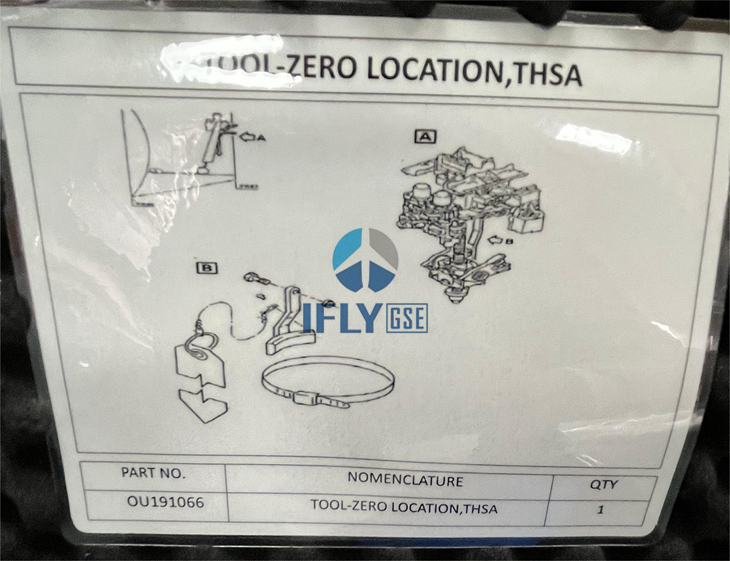 TOOL-ZERO LOCATION,THSA
A
A
B
B
IFLY GSE
PART NO. NOMENCLATURE QTY
OU191066 TOOL-ZERO LOCATION,THSA 1